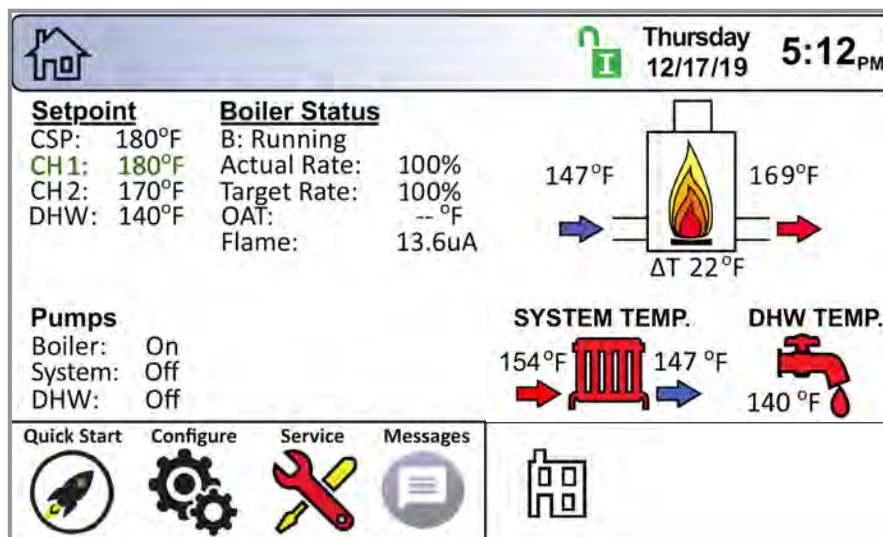 Thursday
12/17/19
5:12PM
I
Setpoint
CSP: 180°F
CH1: 180°F
CH2: 170°F
DHW: 140°F
Boiler Status
B: Running
Actual Rate: 100%
Target Rate: 100%
OAT: -- °F
Flame: 13.6uA
147°F
169°F
ΔT 22°F
Pumps
Boiler: On
System: Off
DHW: Off
SYSTEM TEMP.
154°F
147 °F
DHW TEMP.
140 °F
Quick Start
Configure
Service
Messages